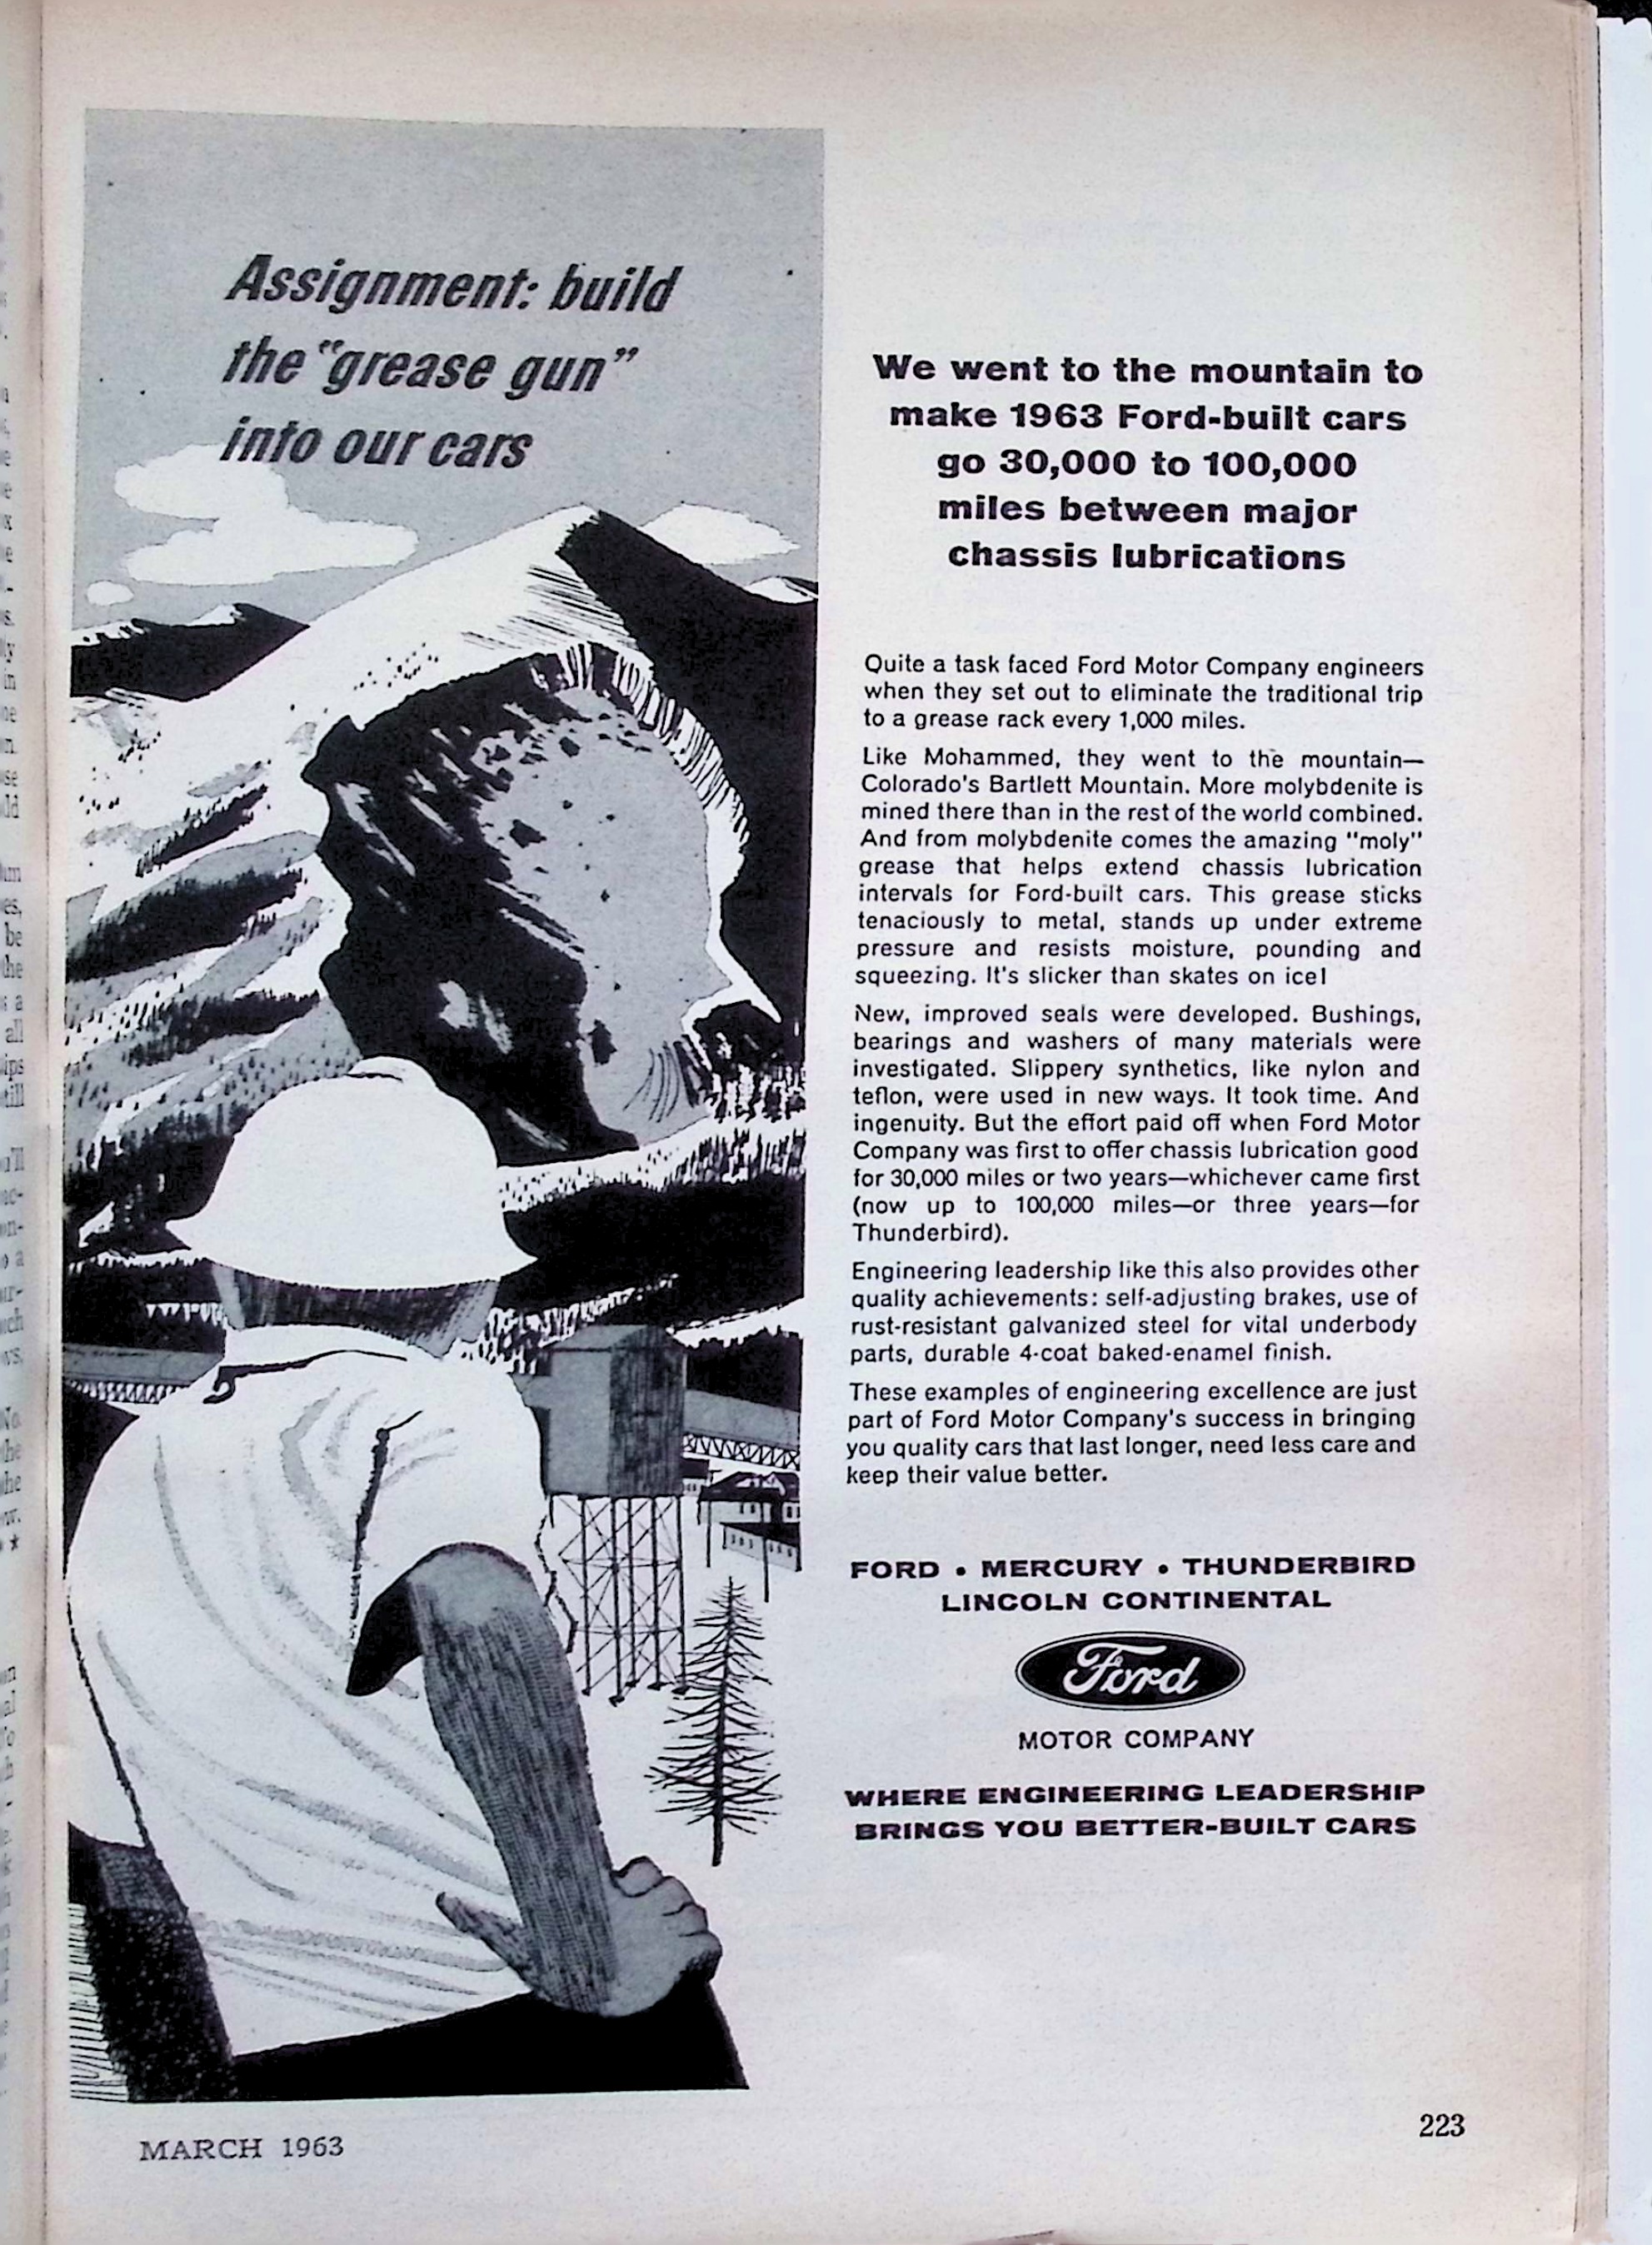 Assignment: build
the "grease gun"
into our cars
We went to the mountain to
make 1963 Ford-built cars
go 30,000 to 100,000
miles between major
chassis lubrications
Quite a task faced Ford Motor Company engineers
when they set out to eliminate the traditional trip
to a grease rack every 1,000 miles.
Like Mohammed, they went to the mountain—
Colorado's Bartlett Mountain. More molybdenite is
mined there than in the rest of the world combined.
And from molybdenite comes the amazing "moly"
grease that helps extend chassis lubrication
intervals for Ford-built cars. This grease sticks
tenaciously to metal, stands up under extreme
pressure and resists moisture, pounding and
squeezing. It's slicker than skates on ice!
New, improved seals were developed. Bushings,
bearings and washers of many materials were
investigated. Slippery synthetics, like nylon and
teflon, were used in new ways. It took time. And
ingenuity. But the effort paid off when Ford Motor
Company was first to offer chassis lubrication good
for 30,000 miles or two years—whichever came first
(now up to 100,000 miles—or three years—for
Thunderbird).
Engineering leadership like this also provides other
quality achievements: self-adjusting brakes, use of
rust-resistant galvanized steel for vital underbody
parts, durable 4-coat baked-enamel finish.
These examples of engineering excellence are just
part of Ford Motor Company's success in bringing
you quality cars that last longer, need less care and
keep their value better.
FORD • MERCURY • THUNDERBIRD
LINCOLN CONTINENTAL
Ford
MOTOR COMPANY
WHERE ENGINEERING LEADERSHIP
BRINGS YOU BETTER-BUILT CARS
MARCH 1963
223